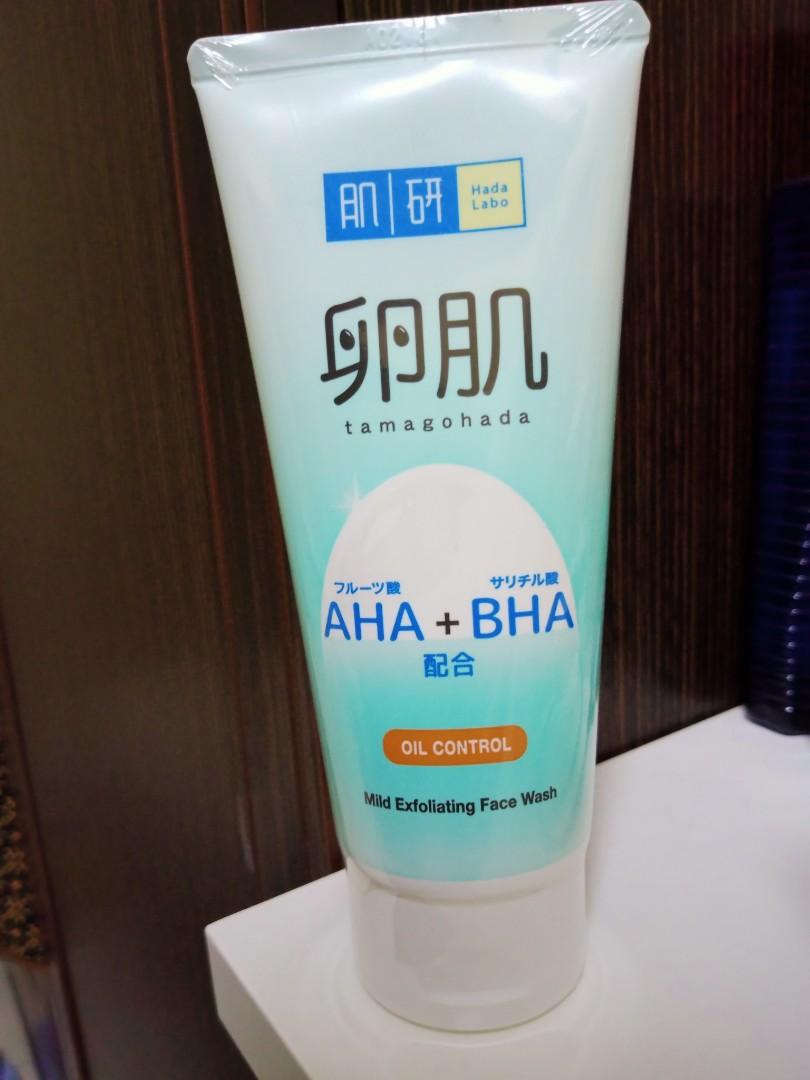 肌研
Hada
Labo
卵肌
tamagohada
フルーツ酸 サリチル酸
AHA + BHA
配合
OIL CONTROL
Mild Exfoliating Face Wash